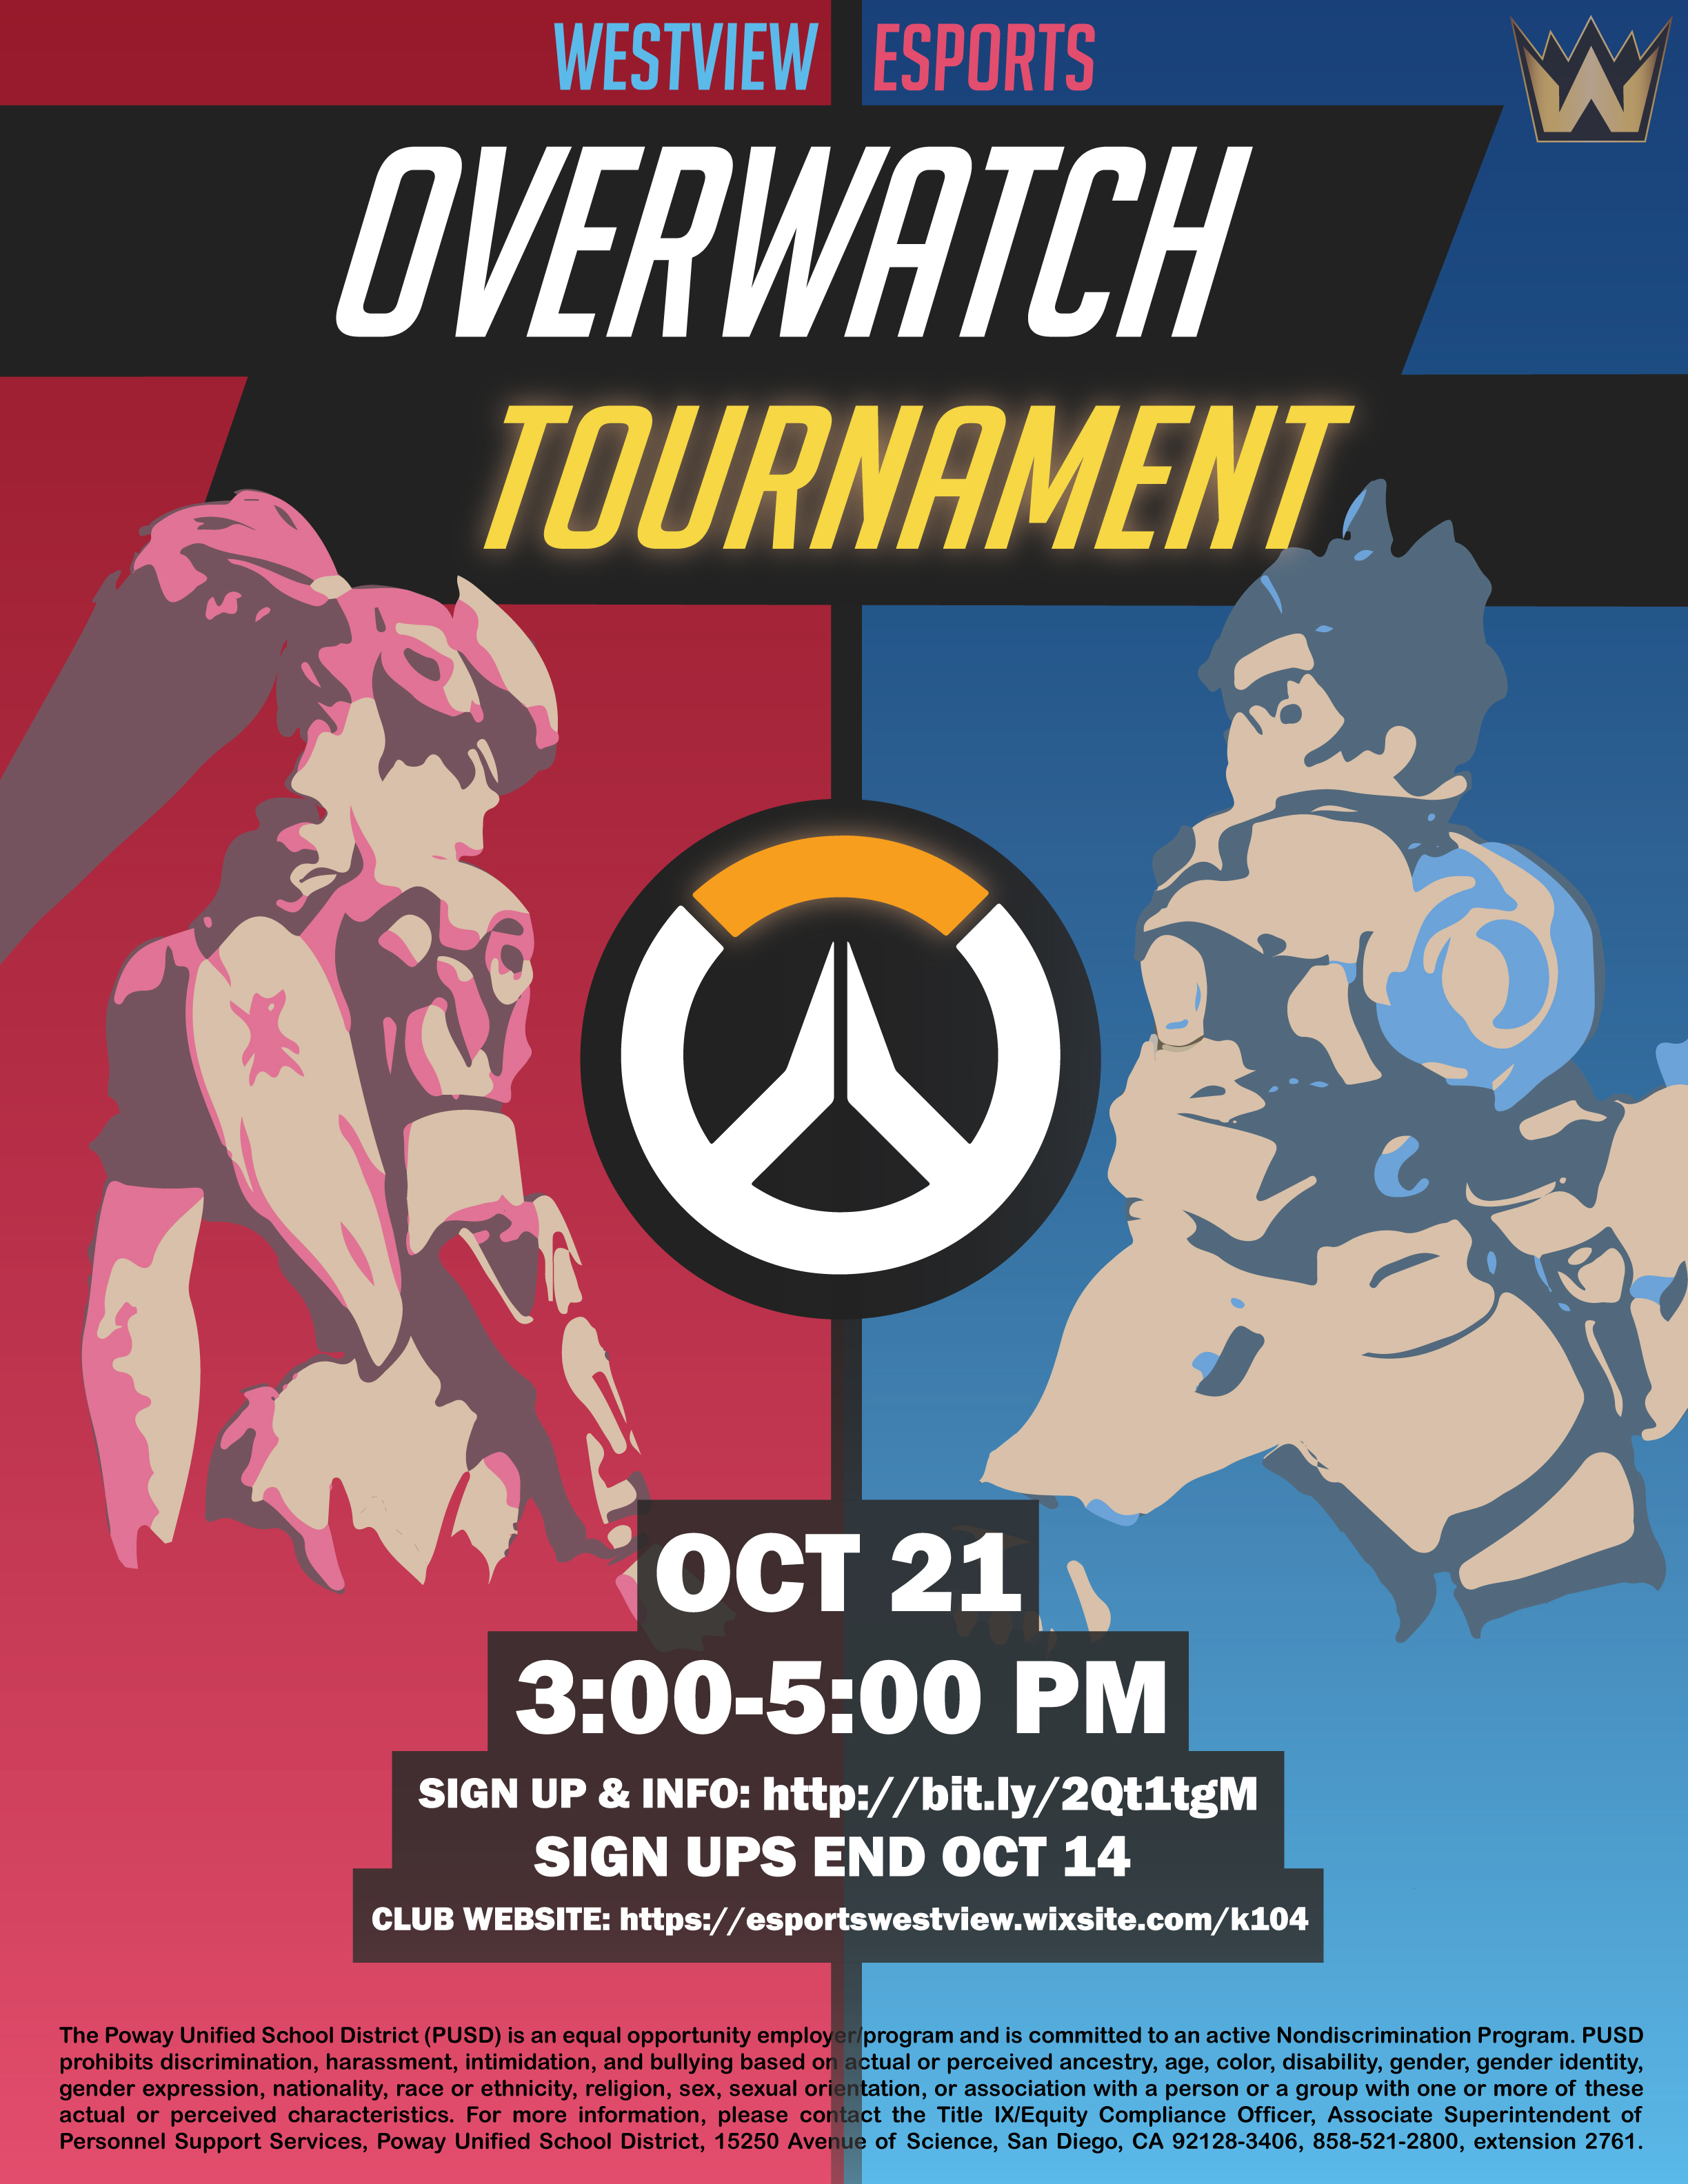 WESTVIEW ESPORTS
OVERWATCH
TOURNAMENT
OCT 21
3:00-5:00 PM
SIGN UP & INFO: http://bit.ly/2Qt1tgM
SIGN UPS END OCT 14
CLUB WEBSITE: https://esportswestview.wixsite.com/k104
The Poway Unified School District (PUSD) is an equal opportunity employer/program and is committed to an active Nondiscrimination Program. PUSD
prohibits discrimination, harassment, intimidation, and bullying based on actual or perceived ancestry, age, color, disability, gender, gender identity,
gender expression, nationality, race or ethnicity, religion, sex, sexual orientation, or association with a person or a group with one or more of these
actual or perceived characteristics. For more information, please contact the Title IX/Equity Compliance Officer, Associate Superintendent of
Personnel Support Services, Poway Unified School District, 15250 Avenue of Science, San Diego, CA 92128-3406, 858-521-2800, extension 2761.